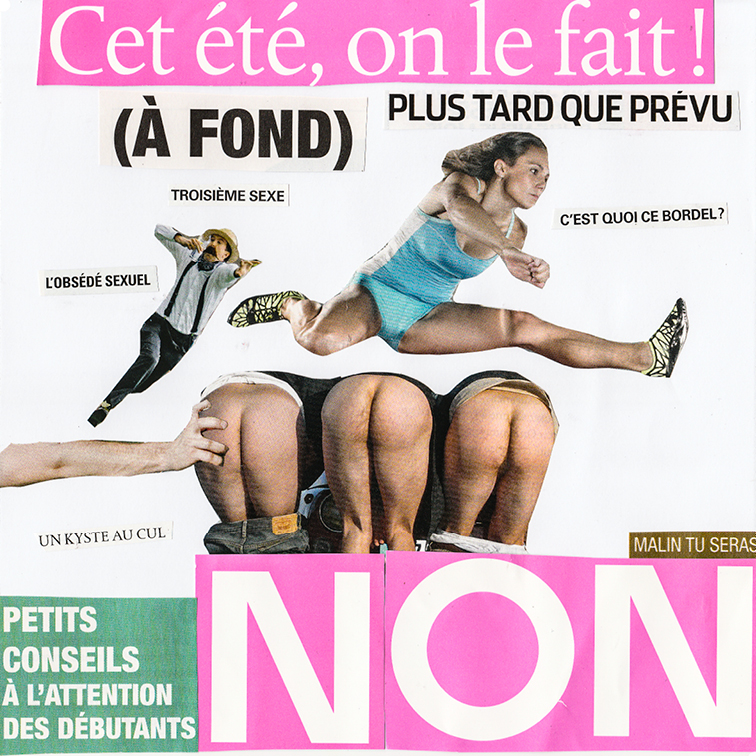 Cet été, on le fait !
(À FOND)
PLUS TARD QUE PRÉVU
TROISIÈME SEXE
C'EST QUOI CE BORDEL?
L'OBSÉDÉ SEXUEL
UN KYSTE AU CUL
MALIN TU SERAS
PETITS
CONSEILS
À L'ATTENTION
DES DÉBUTANTS
NON